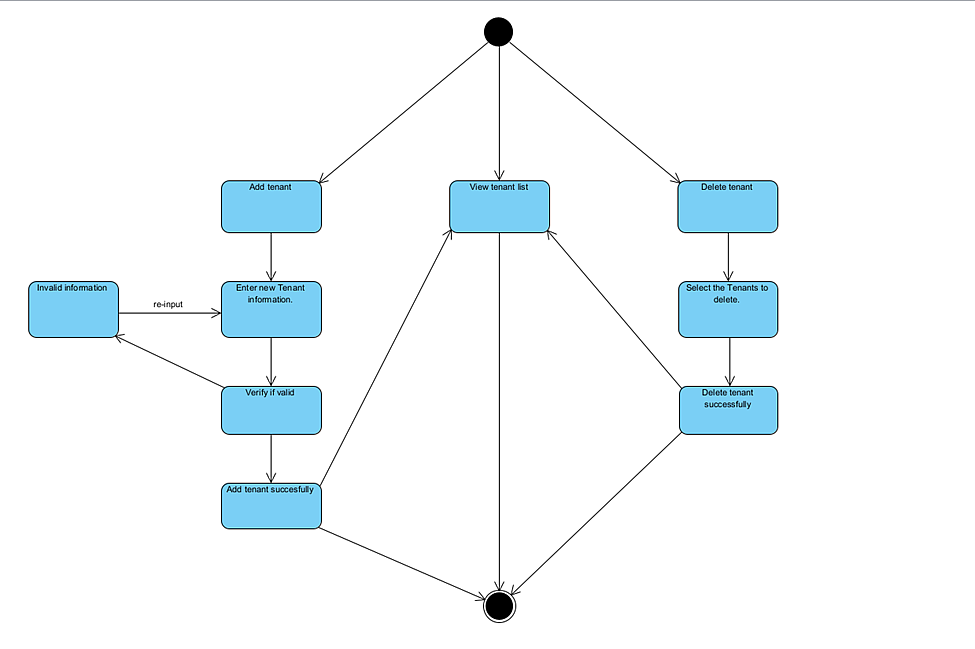 Add tenant
View tenant list
Delete tenant
Invalid information
re-input
Enter new Tenant
information.
Select the Tenants to
delete.
Verify if valid
Delete tenant
successfully
Add tenant succesfully